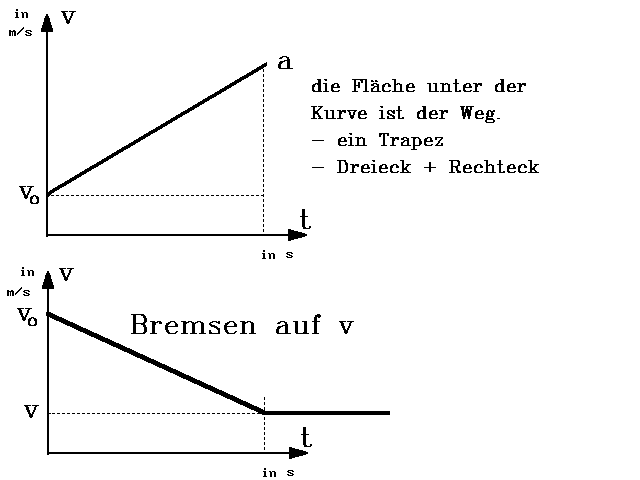 in v
m/s
a
die Fläche unter der
Kurve ist der Weg.
- ein Trapez
- Dreieck + Rechteck
v₀
t
in s
in v
m/s
v₀
Bremsen auf v
v
t
in s